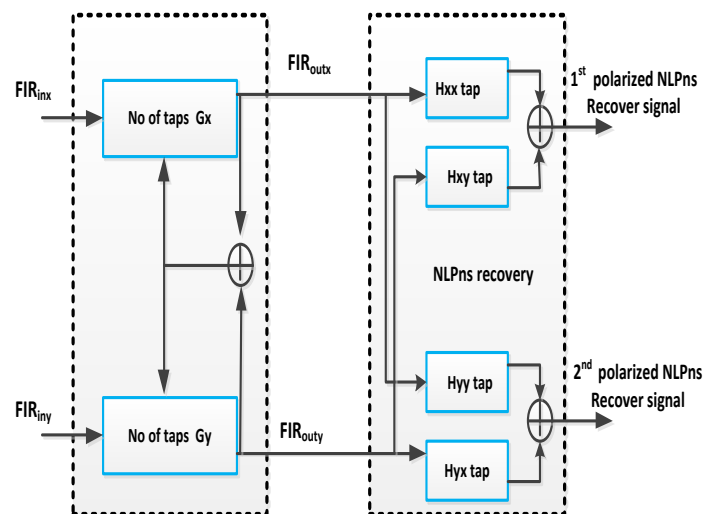 FIRinx
No of taps Gx
FIRoutx
Hxx tap
1st polarized NLPns
Recover signal
Hxy tap
NLPns recovery
FIRiny
No of taps Gy
FIRouty
Hyy tap
2nd polarized NLPns
Recover signal
Hyx tap